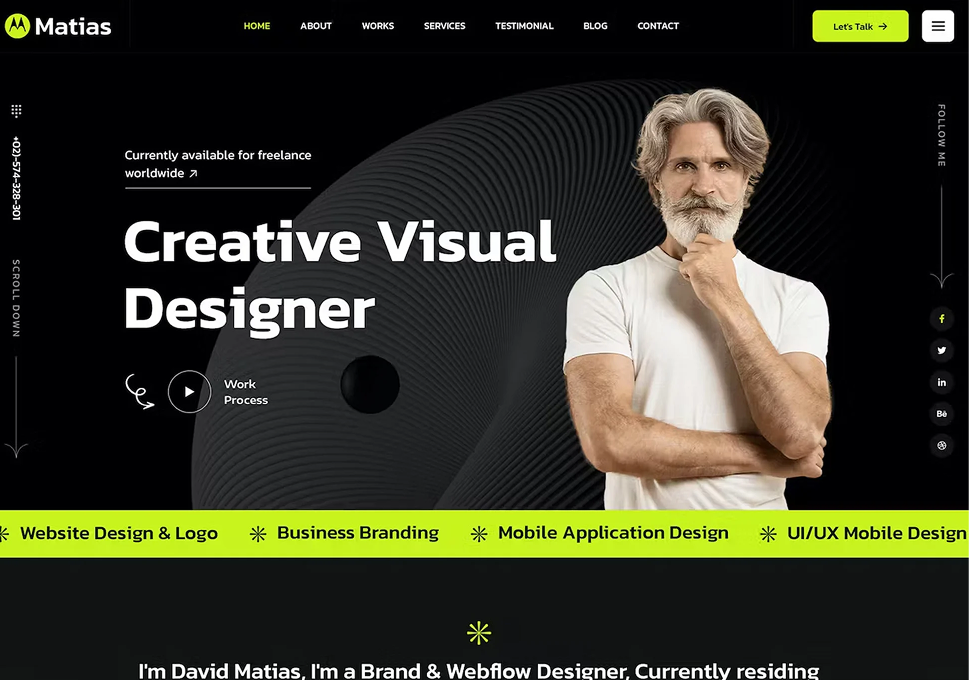 Matias
HOME ABOUT WORKS SERVICES TESTIMONIAL BLOG CONTACT
Let's Talk →
+02)-574-328-301
SCROLL DOWN
Currently available for freelance
worldwide ↗
Creative Visual
Designer
Work
Process
FOLLOW ME
f
in
Bē
Website Design & Logo
Business Branding
Mobile Application Design
UI/UX Mobile Design
I'm David Matias, I'm a Brand & Webflow Designer, Currently residing